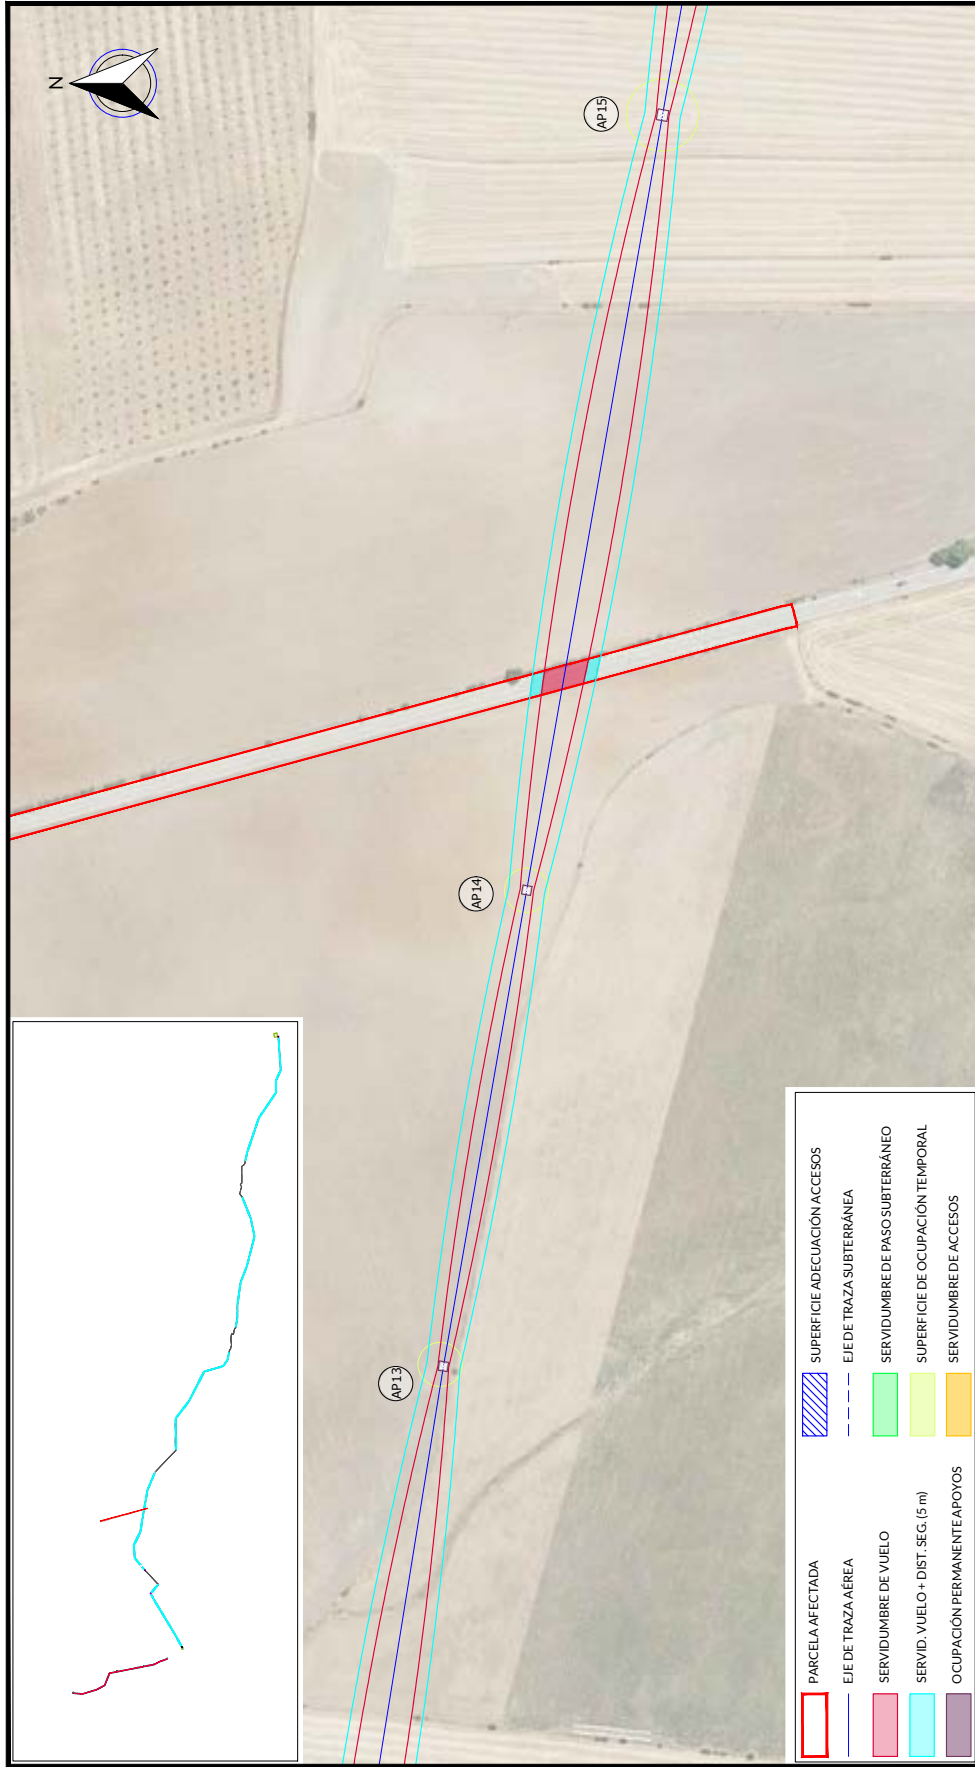 N
AP15
AP14
AP13
PARCELA AFECTADA
EJE DE TRAZA AÉREA
SERVIDUMBRE DE VUELO
SERVID. VUELO + DIST. SEG. (5 m)
OCUPACIÓN PERMANENTE APOYOS
SUPERFICIE ADECUACIÓN ACCESOS
EJE DE TRAZA SUBTERRÁNEA
SERVIDUMBRE DE PASO SUBTERRÁNEO
SUPERFICIE DE OCUPACIÓN TEMPORAL
SERVIDUMBRE DE ACCESOS